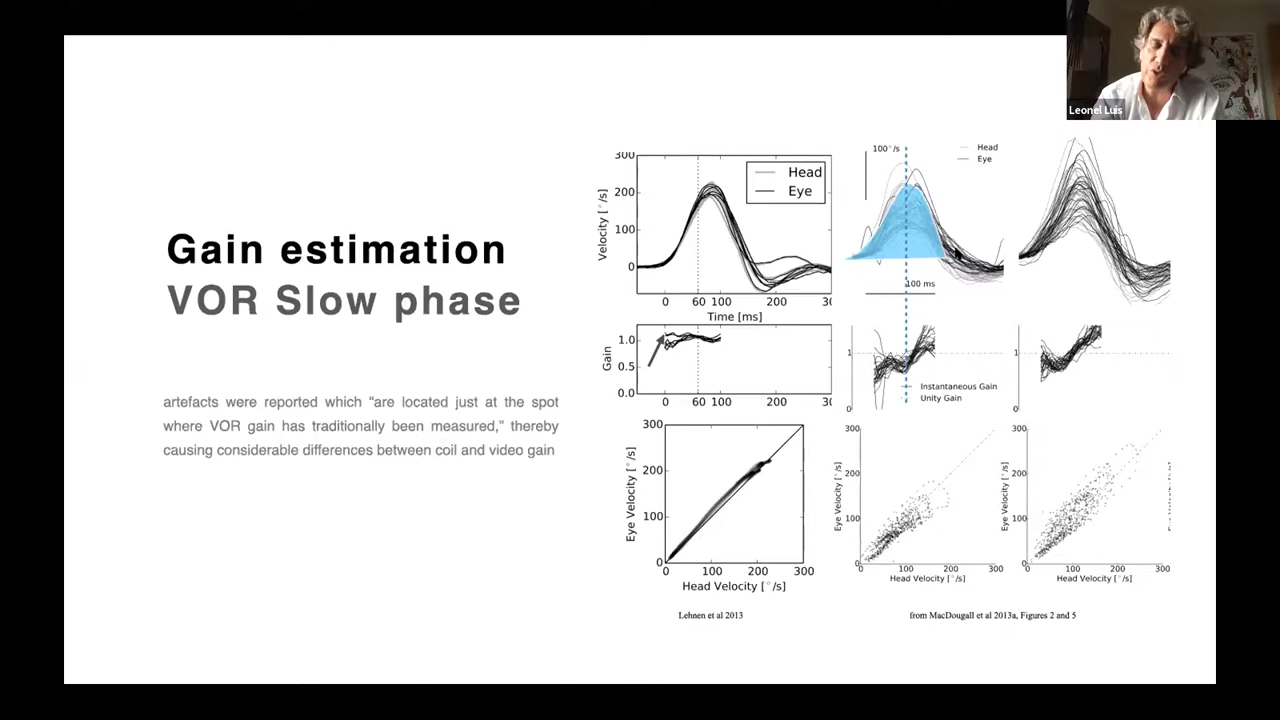 Leonel Luis
Gain estimation
VOR Slow phase
artefacts were reported which “are located just at the spot
where VOR gain has traditionally been measured,” thereby
causing considerable differences between coil and video gain
300
200
100
0
Velocity [°/s]
Head
Eye
0 60 100 200
Time [ms]
1.0
0.5
0.0
Gain
0 60 100 200
300
200
100
0
Eye Velocity [°/s]
0 100 200 300
Head Velocity [°/s]
Lehnen et al 2013
100°/s
Head
Eye
100 ms
1
0
Instantaneous Gain
Unity Gain
1
0
300
200
100
0
Eye Velocity [°/s]
0 100 200 300
Head Velocity [°/s]
300
200
100
0
Eye Velocity [°/s]
0 100 200 300
Head Velocity [°/s]
from MacDougall et al 2013a, Figures 2 and 5